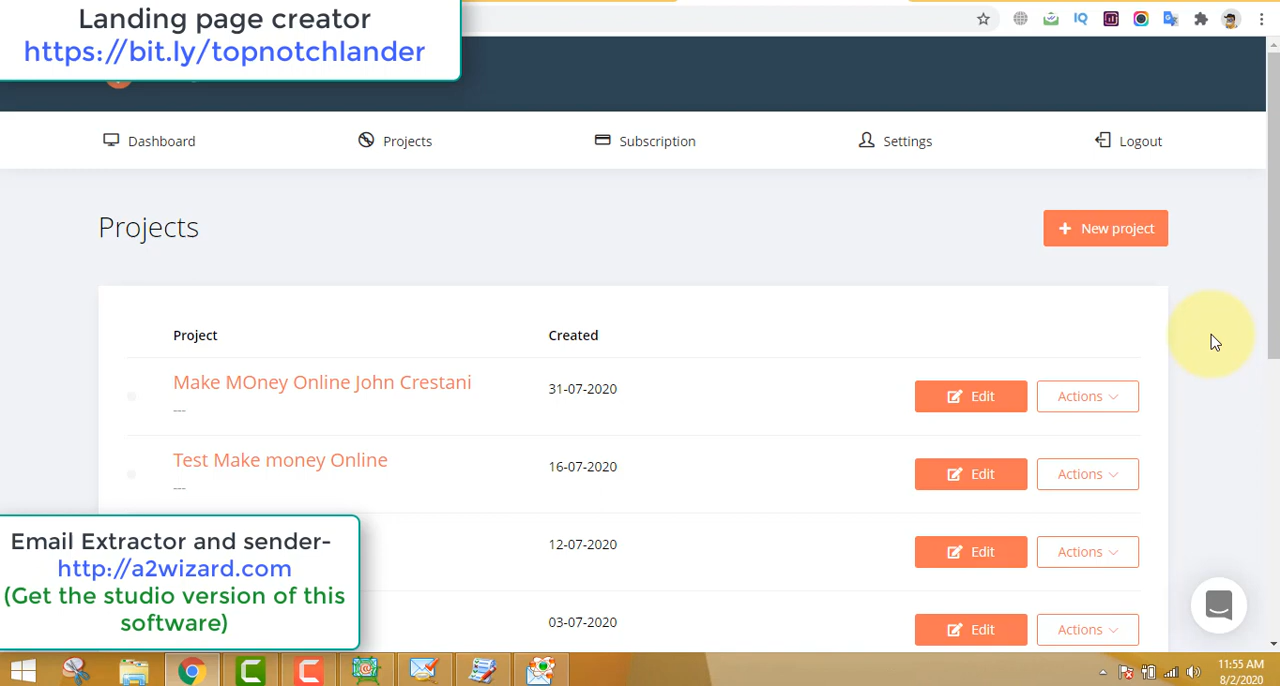 Landing page creator
https://bit.ly/topnotchlander
Dashboard
Projects
Subscription
Settings
Logout
Projects
New project
Project
Created
Make MOney Online John Crestani
---
31-07-2020
Edit
Actions
Test Make money Online
---
16-07-2020
Edit
Actions
12-07-2020
Edit
Actions
03-07-2020
Edit
Actions
Email Extractor and sender-
http://a2wizard.com
(Get the studio version of this
software)
IQ
11:55 AM
8/2/2020